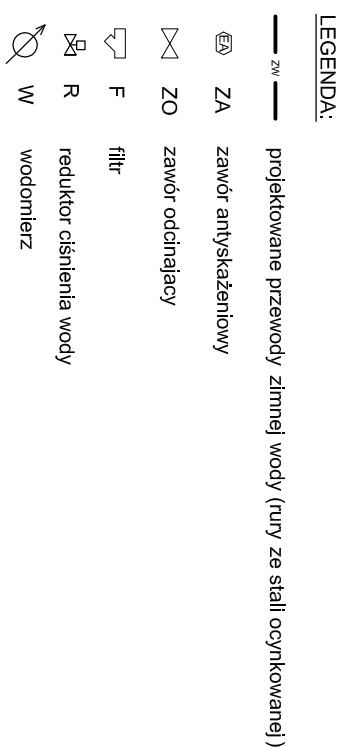 LEGENDA:
zw projektowane przewody zimnej wody (rury ze stali ocynkowanej)
EA ZA zawór antyskażeniowy
ZO zawór odcinajacy
F filtr
R reduktor ciśnienia wody
W wodomierz